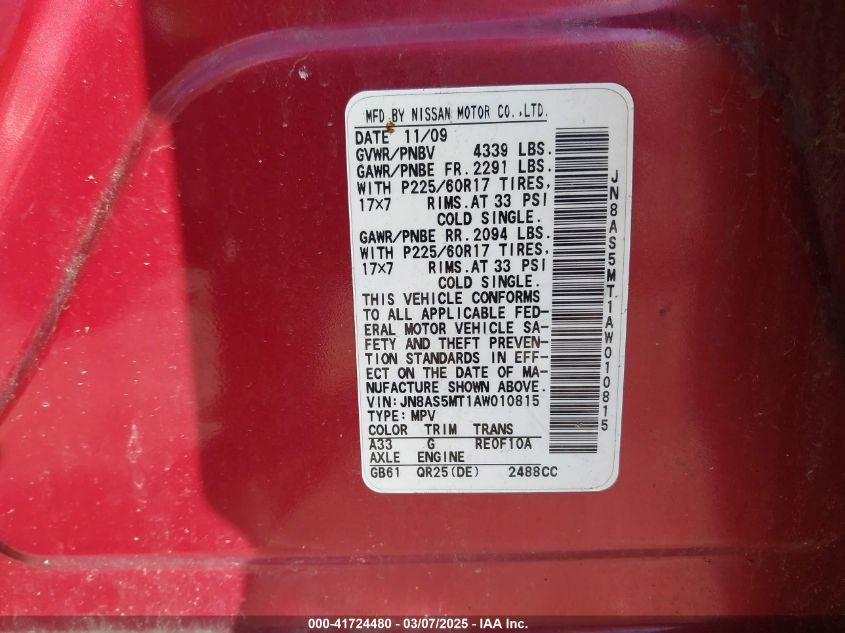 MFD BY NISSAN MOTOR CO.,LTD.
DATE 11/09
GVWR/PNBV 4339 LBS.
GAWR/PNBE FR.2291 LBS.
WITH P225/60R17 TIRES,
17×7 RIMS.AT 33 PSI
COLD SINGLE.
GAWR/PNBE RR.2094 LBS.
WITH P225/60R17 TIRES,
17×7 RIMS.AT 33 PSI
COLD SINGLE.
THIS VEHICLE CONFORMS
TO ALL APPLICABLE FED-
ERAL MOTOR VEHICLE SA-
FETY AND THEFT PREVEN-
TION STANDARDS IN EFF-
ECT ON THE DATE OF MA-
NUFACTURE SHOWN ABOVE.
VIN:JN8AS5MT1AW010815
TYPE:MPV
COLOR TRIM TRANS
A33 G RE0F10A
AXLE ENGINE
GB61 QR25(DE) 2488CC
JN8AS5MT1AW010815
000-41724480 - 03/07/2025 - IAA Inc.